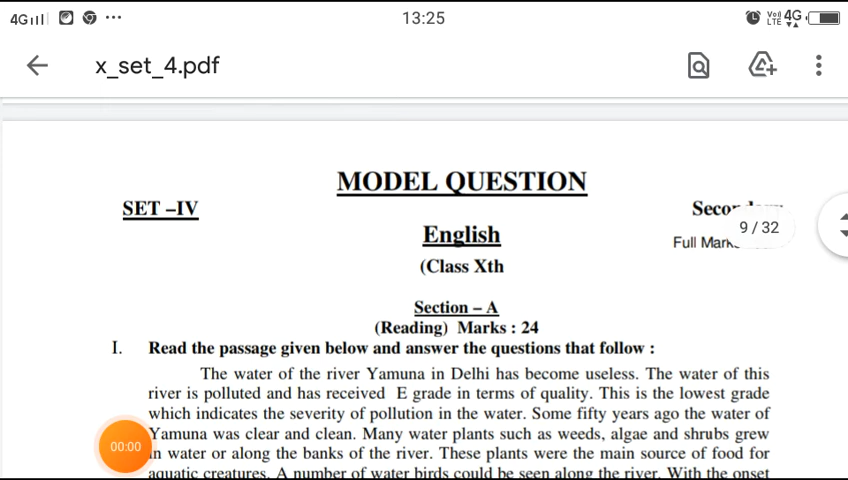 4G 13:25 Vo)) LTE 4G
x_set_4.pdf
MODEL QUESTION
SET –IV
9 / 32
English
Full
(Class Xth
Section – A
(Reading) Marks : 24
I. Read the passage given below and answer the questions that follow :
The water of the river Yamuna in Delhi has become useless. The water of this
river is polluted and has received E grade in terms of quality. This is the lowest grade
which indicates the severity of pollution in the water. Some fifty years ago the water of
Yamuna was clear and clean. Many water plants such as weeds, algae and shrubs grew
00:00
in water or along the banks of the river. These plants were the main source of food for
aquatic creatures. A number of water birds could be seen along the river. With the onset